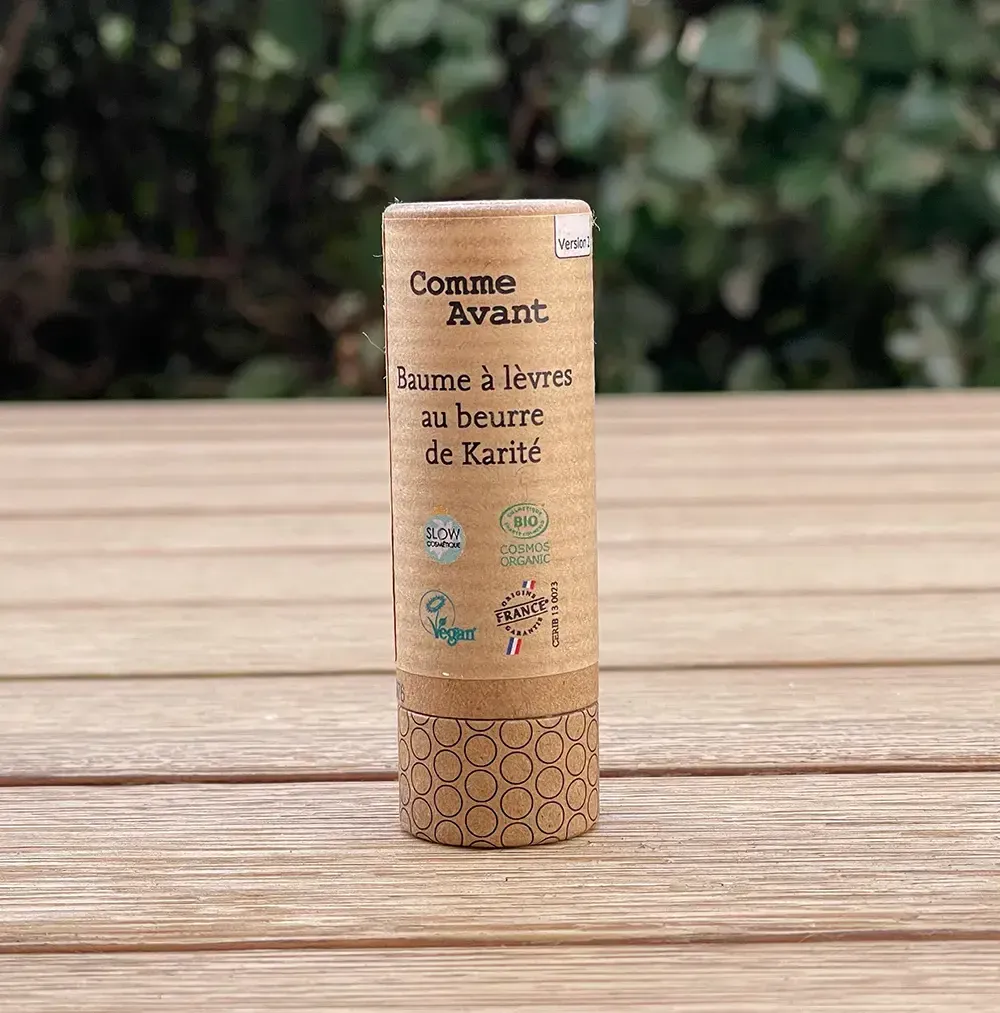 Version 2
Comme
Avant
Baume à lèvres
au beurre
de Karité
SLOW
COSMÉTIQUE
BIO
COSMOS
ORGANIC
Vegan
ORIGINE
FRANCE
GARANTIE
CERIB 13 0023